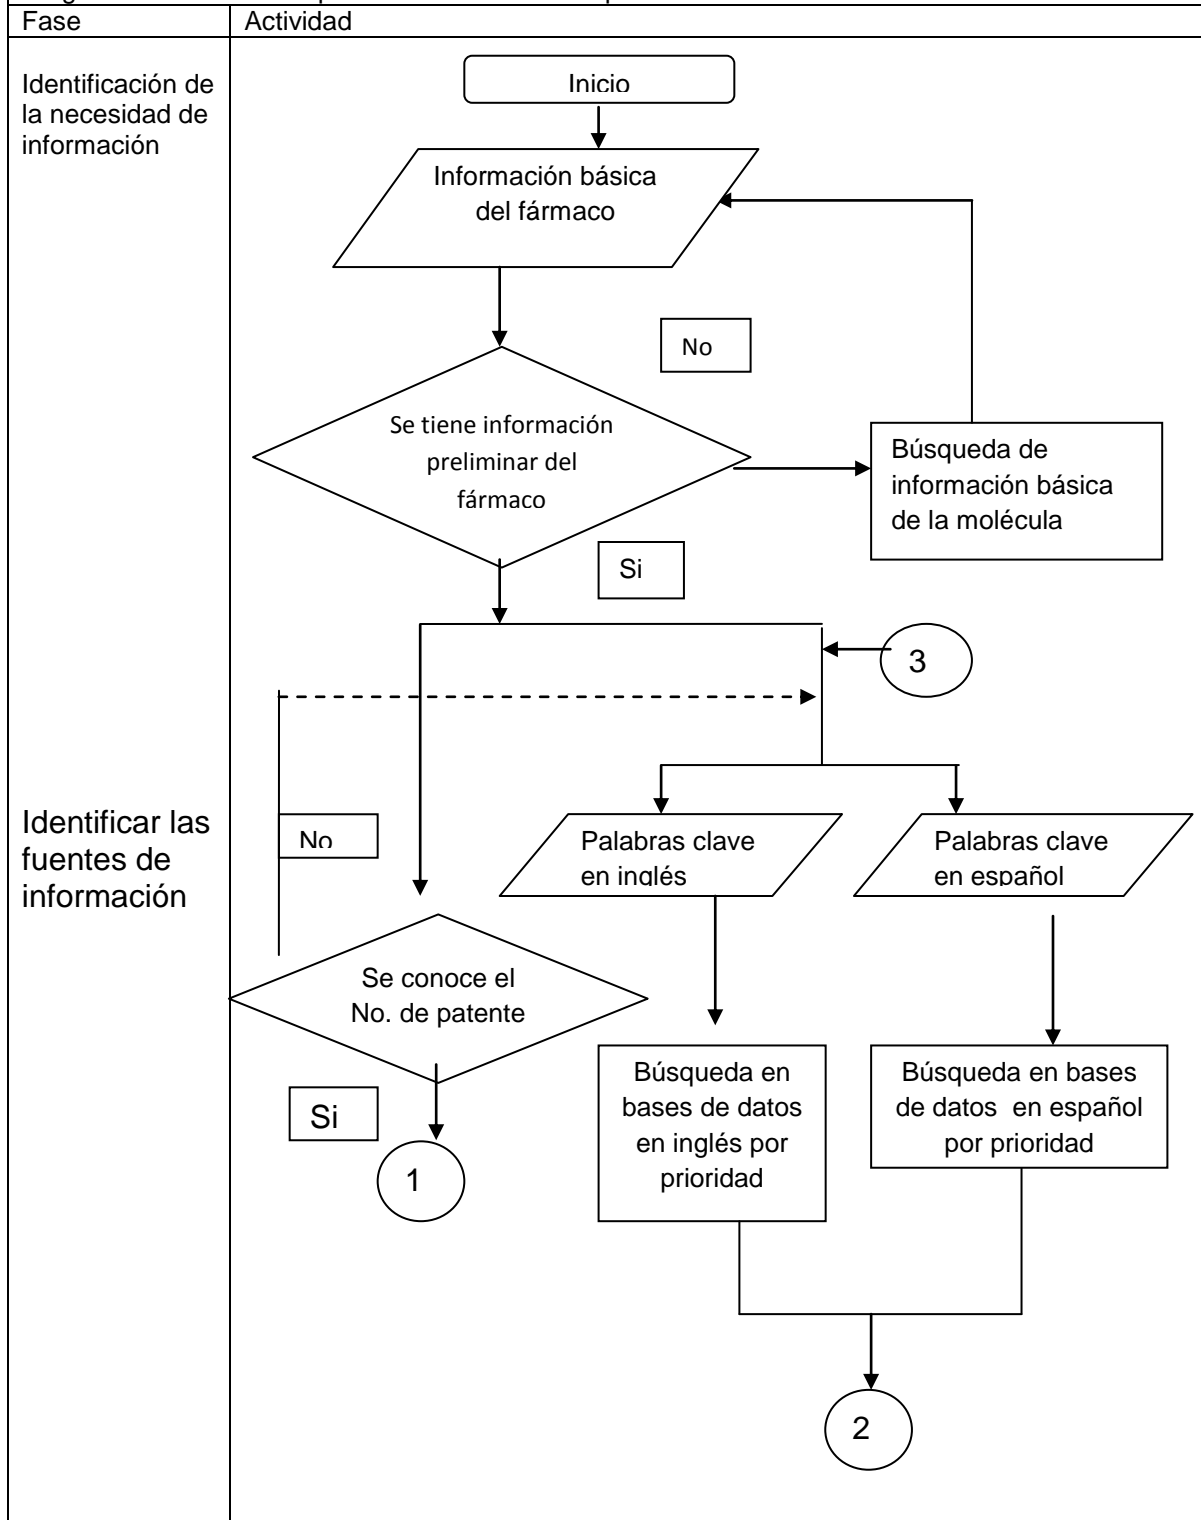 Fase
Actividad
Identificación de
la necesidad de
información
Inicio
Información básica
del fármaco
No
Se tiene información
preliminar del
fármaco
Búsqueda de
información básica
de la molécula
Si
3
Identificar las
fuentes de
información
No
Palabras clave
en inglés
Palabras clave
en español
Se conoce el
No. de patente
Si
1
Búsqueda en
bases de datos
en inglés por
prioridad
Búsqueda en bases
de datos en español
por prioridad
2